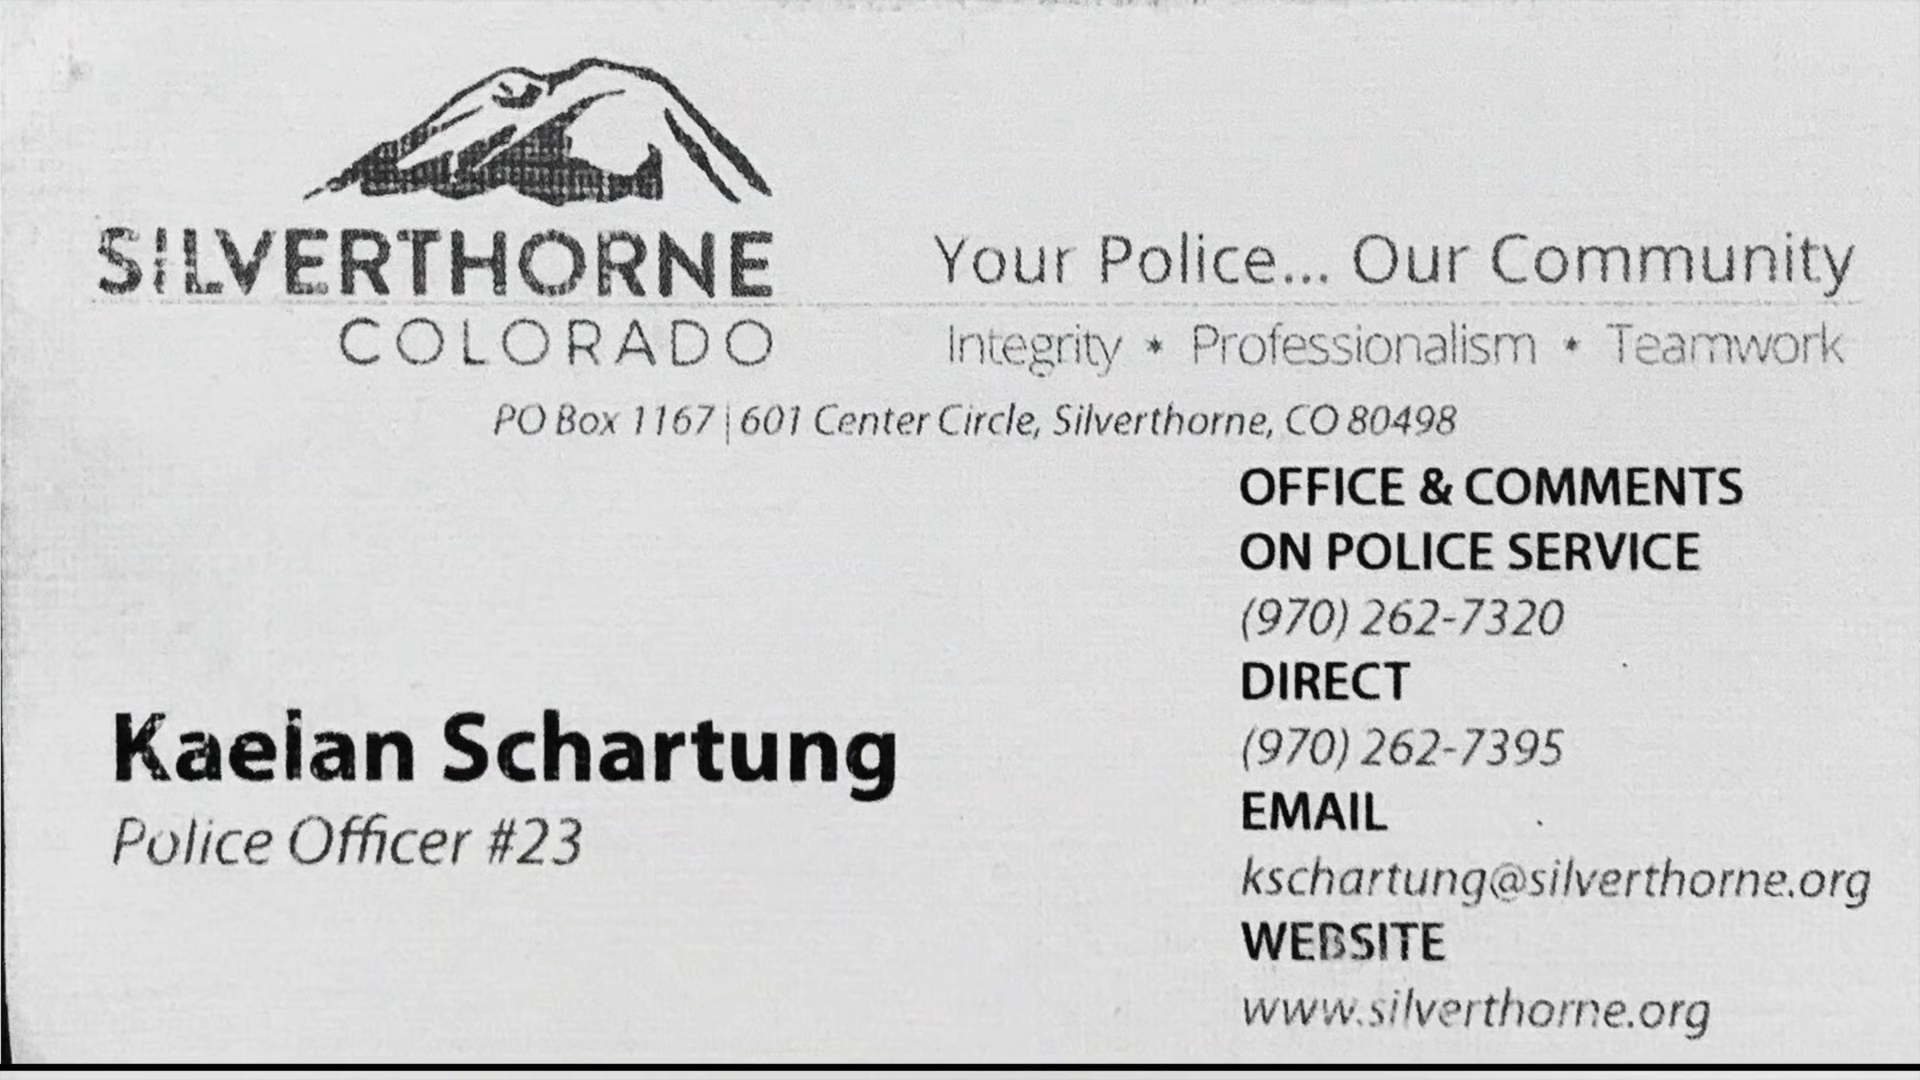 SILVERTHORNE
COLORADO
Your Police... Our Community
Integrity * Professionalism * Teamwork
PO Box 1167 | 601 Center Circle, Silverthorne, CO 80498
Kaeian Schartung
Police Officer #23
OFFICE & COMMENTS
ON POLICE SERVICE
(970) 262-7320
DIRECT
(970) 262-7395
EMAIL
kschartung@silverthorne.org
WEBSITE
www.silverthorne.org